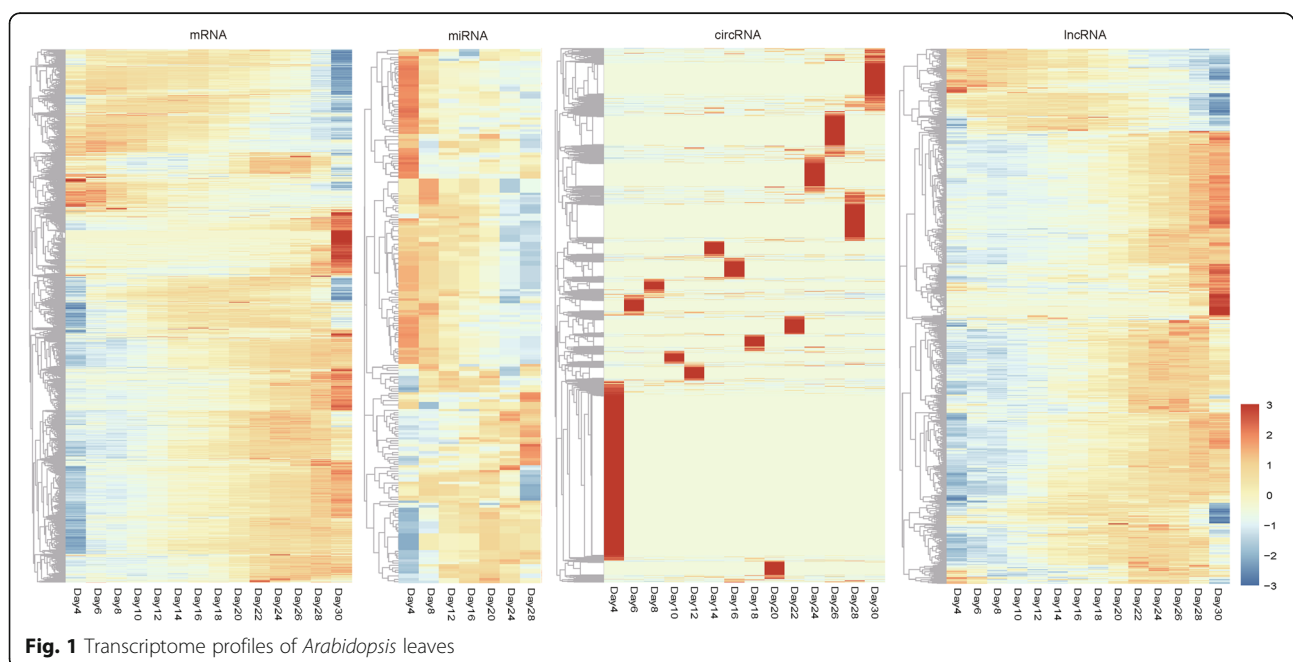 mRNA miRNA circRNA lncRNA
Day4 Day6 Day8 Day10 Day12 Day14 Day16 Day18 Day20 Day22 Day24 Day26 Day28 Day30
Day4 Day8 Day12 Day16 Day20 Day24 Day28
Day4 Day6 Day8 Day10 Day12 Day14 Day16 Day18 Day20 Day22 Day24 Day26 Day28 Day30
Day4 Day6 Day8 Day10 Day12 Day14 Day16 Day18 Day20 Day22 Day24 Day26 Day28 Day30
3
2
1
0
−1
−2
−3
Fig. 1 Transcriptome profiles of Arabidopsis leaves